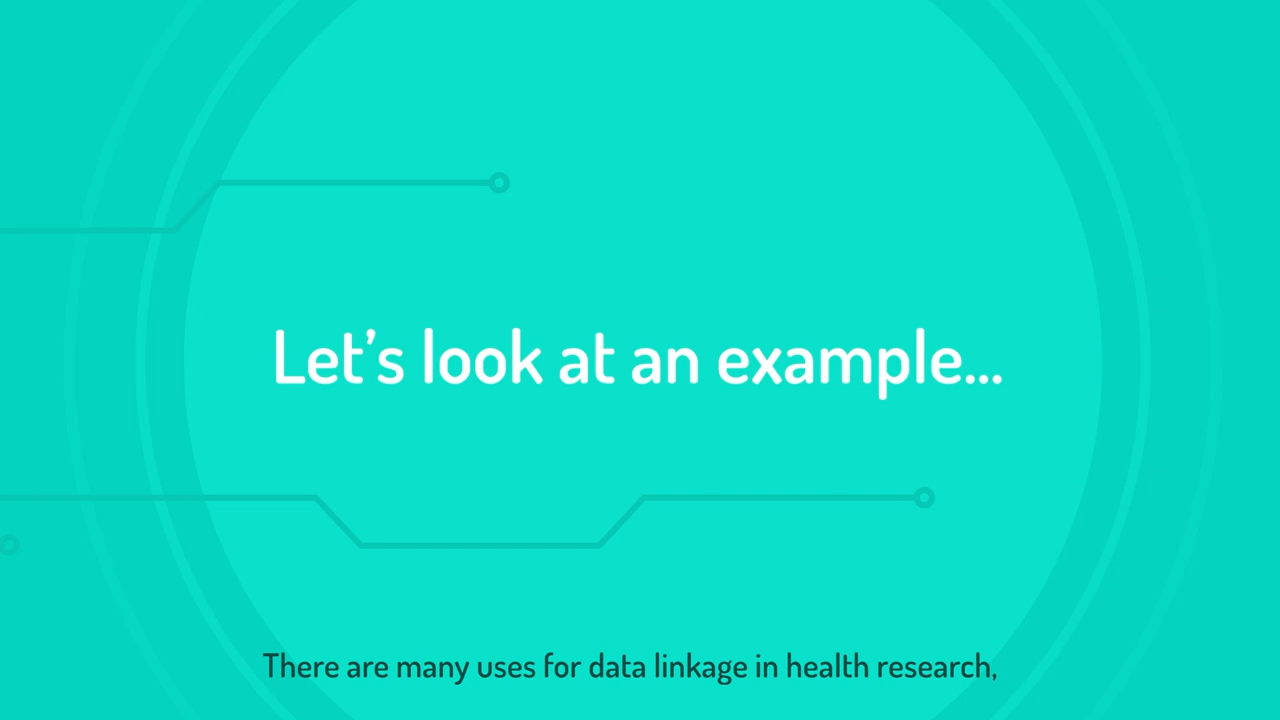 Let’s look at an example...
There are many uses for data linkage in health research,